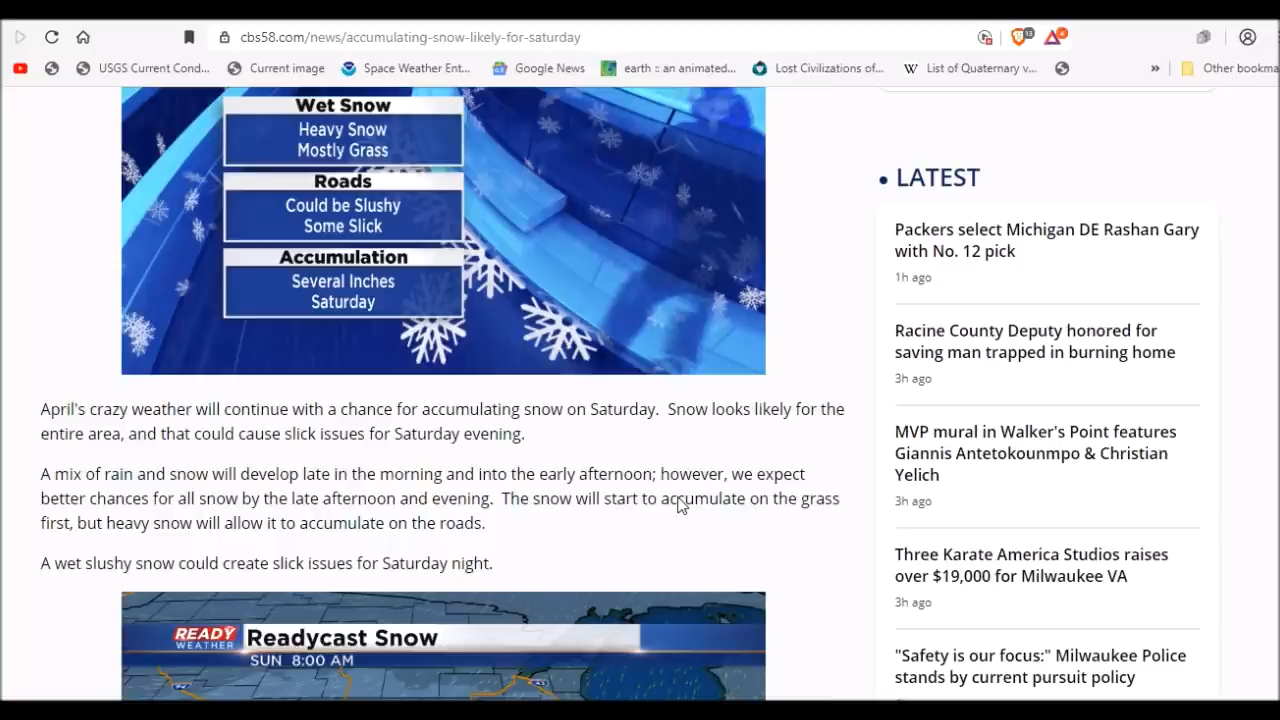 cbs58.com/news/accumulating-snow-likely-for-saturday
13
4
USGS Current Cond...
Current image
Space Weather Ent...
Google News
earth :: an animated...
Lost Civilizations of...
W List of Quaternary v...
»
Other bookma
Wet Snow
Heavy Snow
Mostly Grass
Roads
Could be Slushy
Some Slick
Accumulation
Several Inches
Saturday
April's crazy weather will continue with a chance for accumulating snow on Saturday.  Snow looks likely for the
entire area, and that could cause slick issues for Saturday evening.
A mix of rain and snow will develop late in the morning and into the early afternoon; however, we expect
better chances for all snow by the late afternoon and evening.  The snow will start to accumulate on the grass
first, but heavy snow will allow it to accumulate on the roads.
A wet slushy snow could create slick issues for Saturday night.
READY
WEATHER
Readycast Snow
SUN 8:00 AM
94
43
• LATEST
Packers select Michigan DE Rashan Gary
with No. 12 pick
1h ago
Racine County Deputy honored for
saving man trapped in burning home
3h ago
MVP mural in Walker's Point features
Giannis Antetokounmpo & Christian
Yelich
3h ago
Three Karate America Studios raises
over $19,000 for Milwaukee VA
3h ago
"Safety is our focus:" Milwaukee Police
stands by current pursuit policy